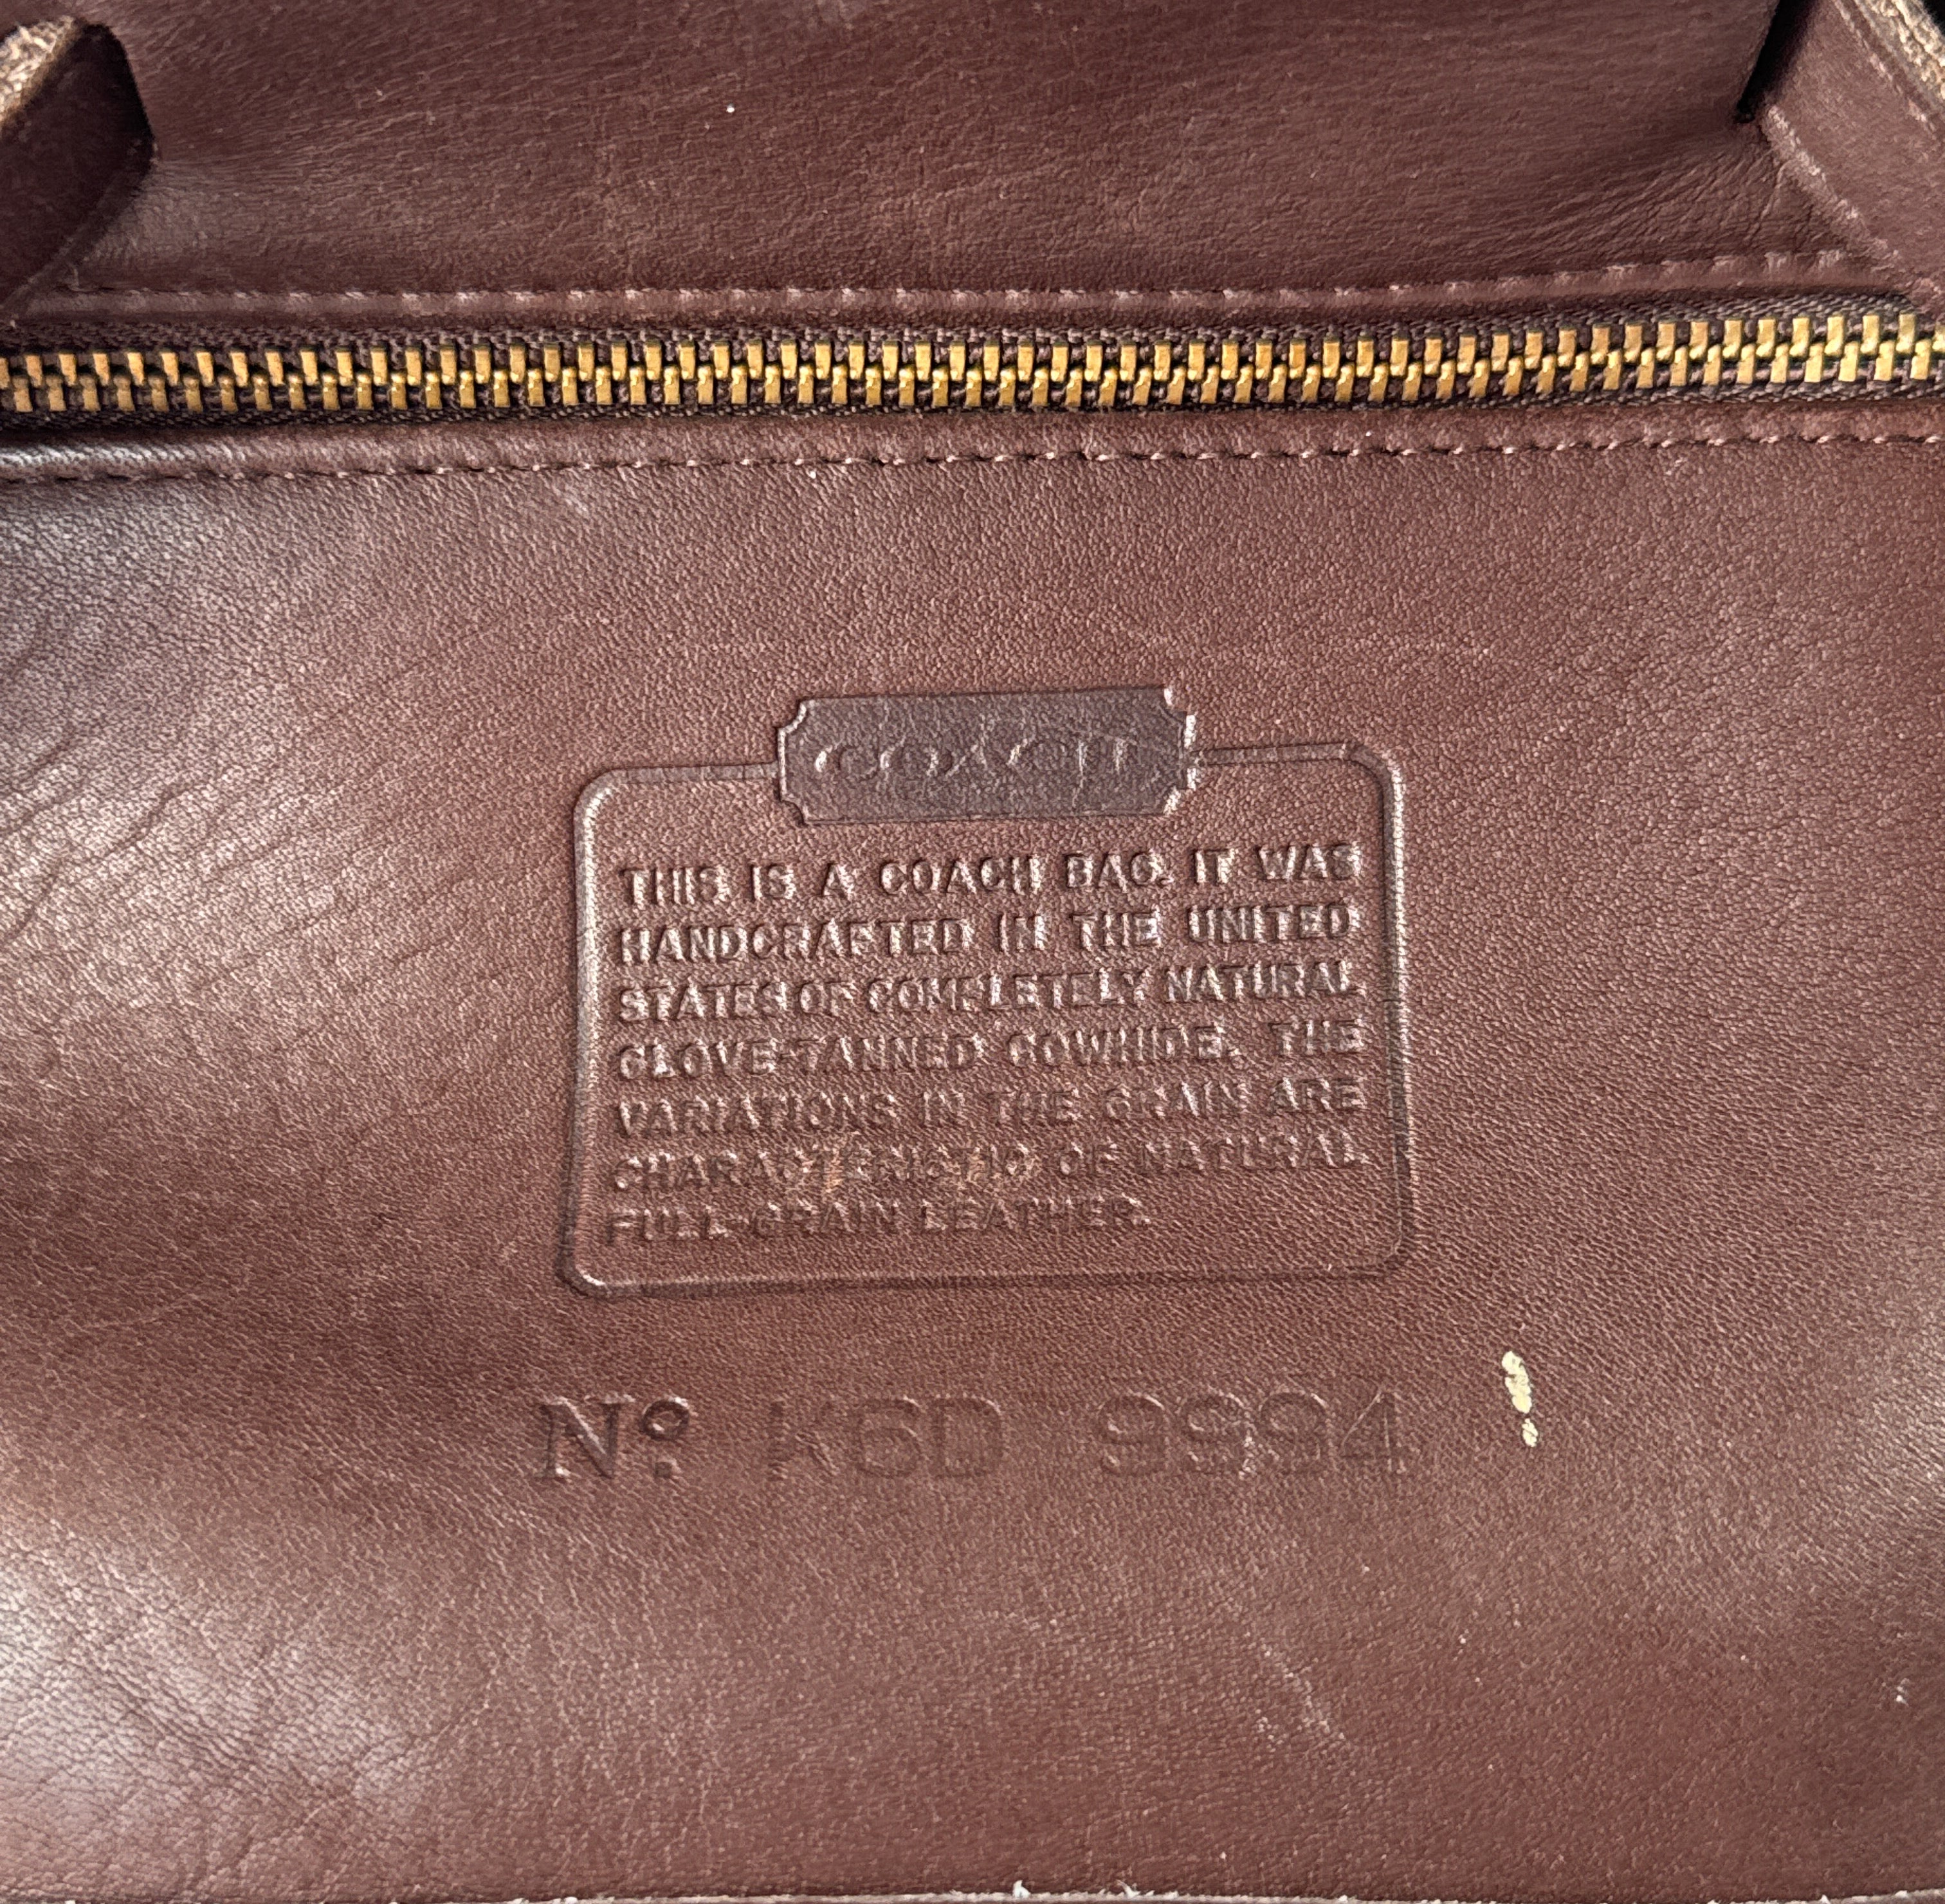 COACH
THIS IS A COACH BAG. IT WAS
HANDCRAFTED IN THE UNITED
STATES OF COMPLETELY NATURAL
GLOVE-TANNED COWHIDE. THE
VARIATIONS IN THE GRAIN ARE
CHARACTERISTIC OF NATURAL
FULL-GRAIN LEATHER.
Nº K6D 9994